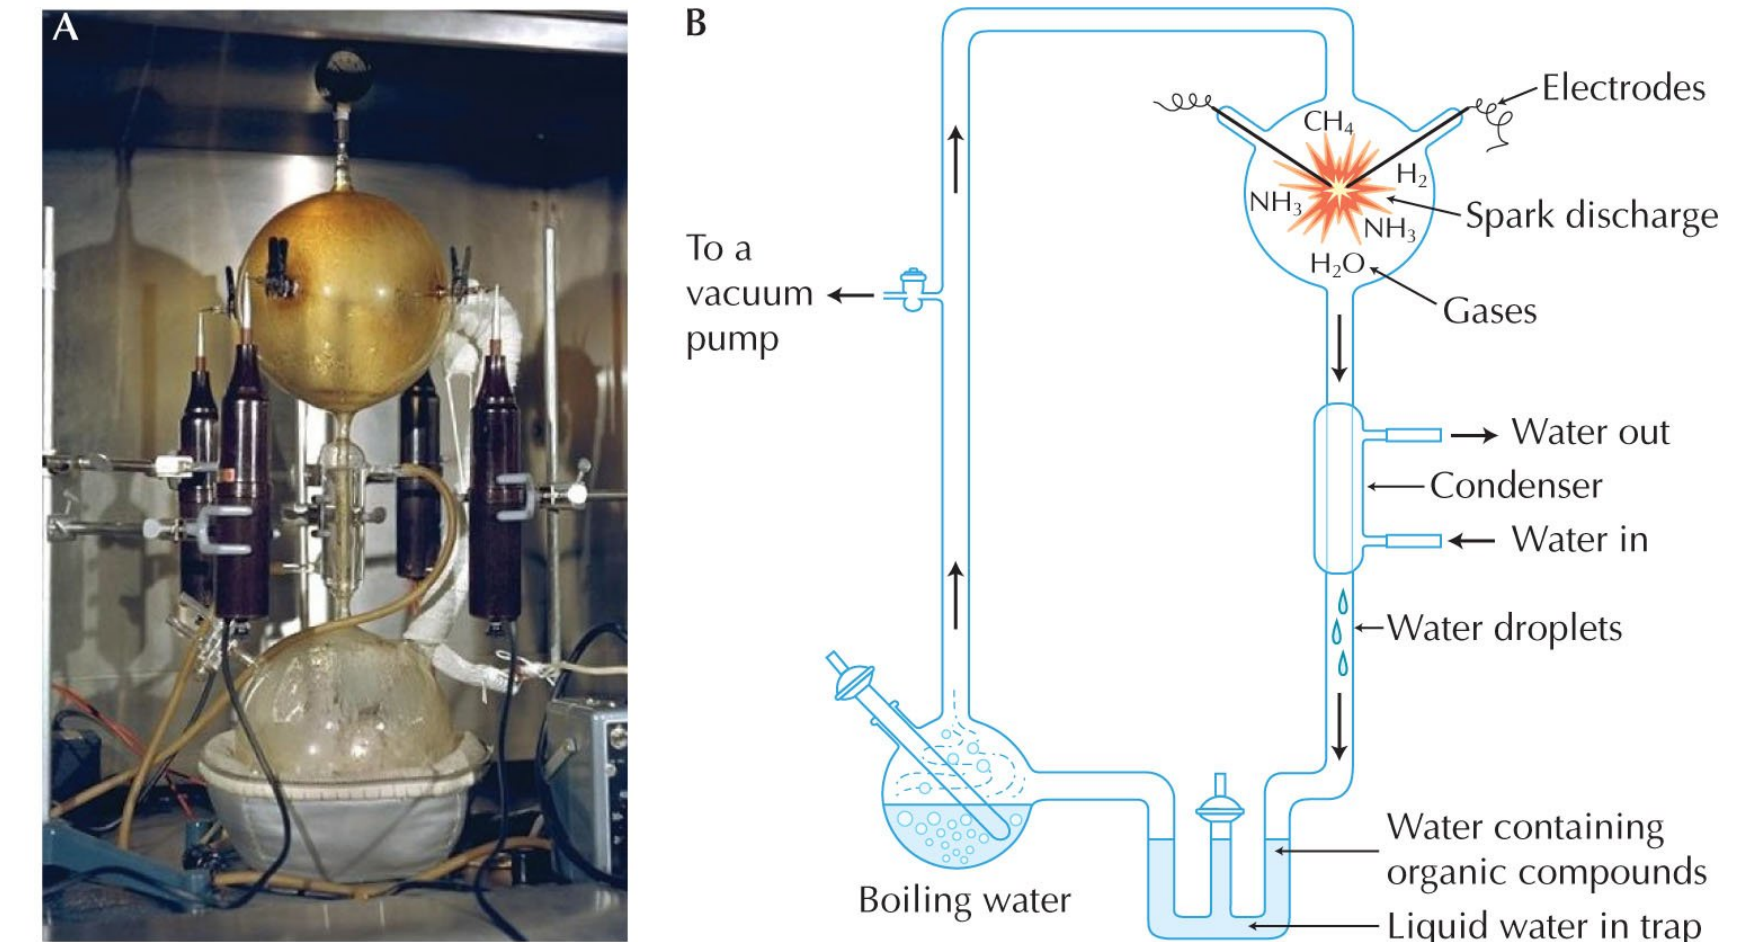 A
B
Electrodes
CH₄
H₂
NH₃
Spark discharge
NH₃
H₂O
Gases
To a
vacuum
pump
Water out
Condenser
Water in
Water droplets
Water containing
organic compounds
Boiling water
Liquid water in trap